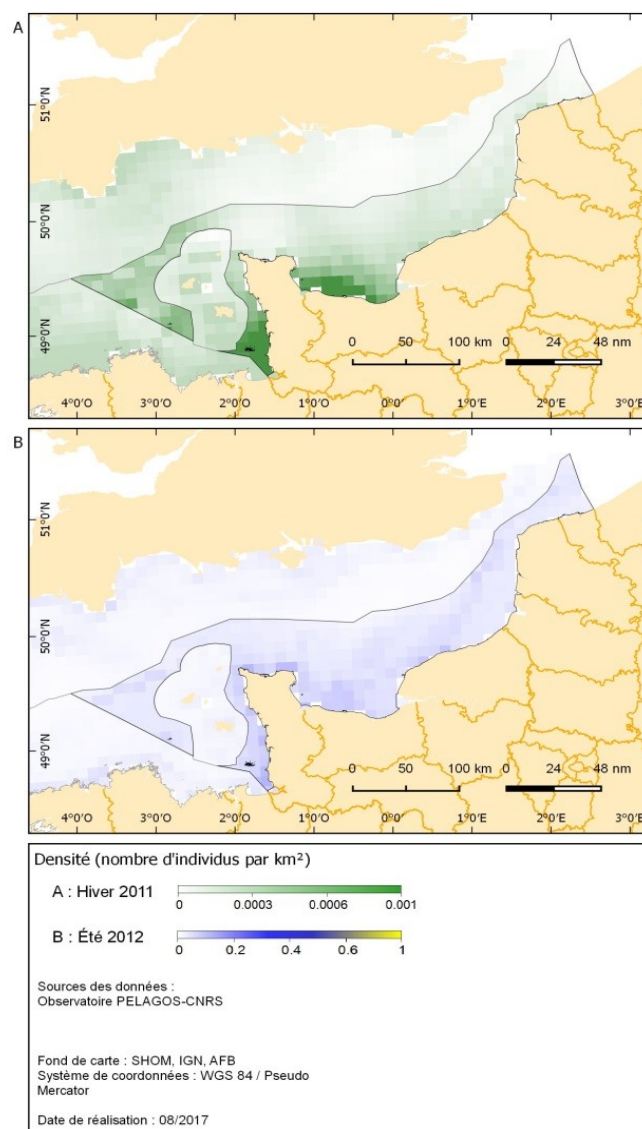 A
51°0'N
50°0'N
49°0'N
0 50 100 km 0 24 48 nm
4°0'O 3°0'O 2°0'O 1°0'O 0°0'E 1°0'E 2°0'E 3°0'E
B
51°0'N
50°0'N
49°0'N
0 50 100 km 0 24 48 nm
4°0'O 3°0'O 2°0'O 1°0'O 0°0'E 1°0'E 2°0'E 3°0'E
Densité (nombre d'individus par km²)
A : Hiver 2011
0 0.0003 0.0006 0.001
B : Été 2012
0 0.2 0.4 0.6 1
Sources des données :
Observatoire PELAGOS-CNRS
Fond de carte : SHOM, IGN, AFB
Système de coordonnées : WGS 84 / Pseudo
Mercator
Date de réalisation : 08/2017